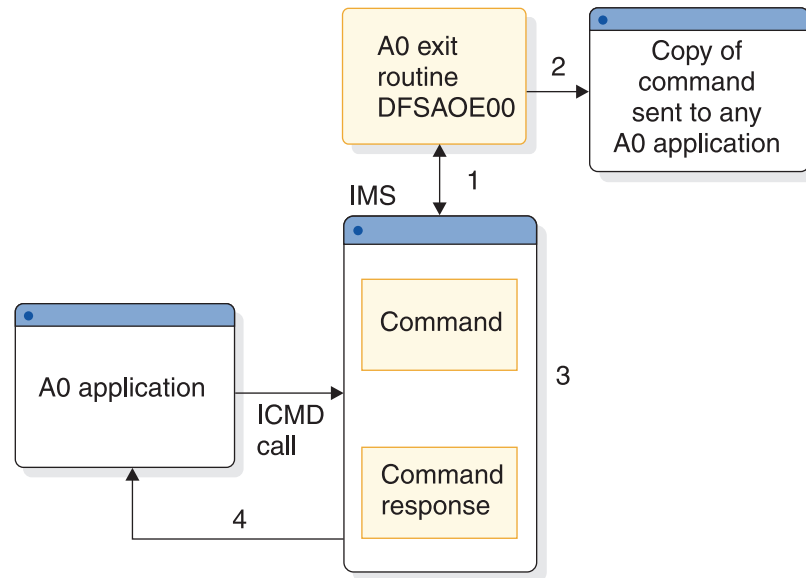 A0 exit
routine
DFSAOE00
2
Copy of
command
sent to any
A0 application
1
IMS
Command
3
A0 application
ICMD
call
Command
response
4